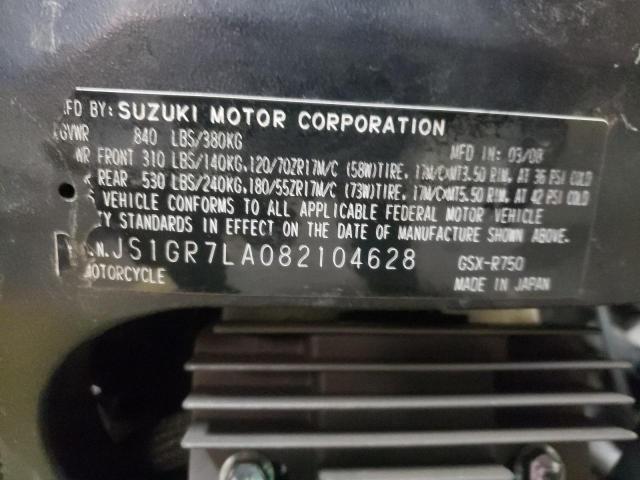 FD BY: SUZUKI MOTOR CORPORATION
GVWR 840 LBS/380KG MFD IN: 03/08
WR FRONT 310 LBS/140KG,120/70ZR17M/C (58W)TIRE, 17M/CXMT3.50 RIM, AT 36 PSI COLD
REAR 530 LBS/240KG,180/55ZR17M/C (73W)TIRE, 17M/CXMT5.50 RIM, AT 42 PSI COLD
S VEHICLE CONFORMS TO ALL APPLICABLE FEDERAL MOTOR VEHICLE
TY STANDARDS IN EFFECT ON THE DATE OF MANUFACTURE SHOWN ABOVE.
.N. JS1GR7LA082104628 GSX-R750
MOTORCYCLE MADE IN JAPAN